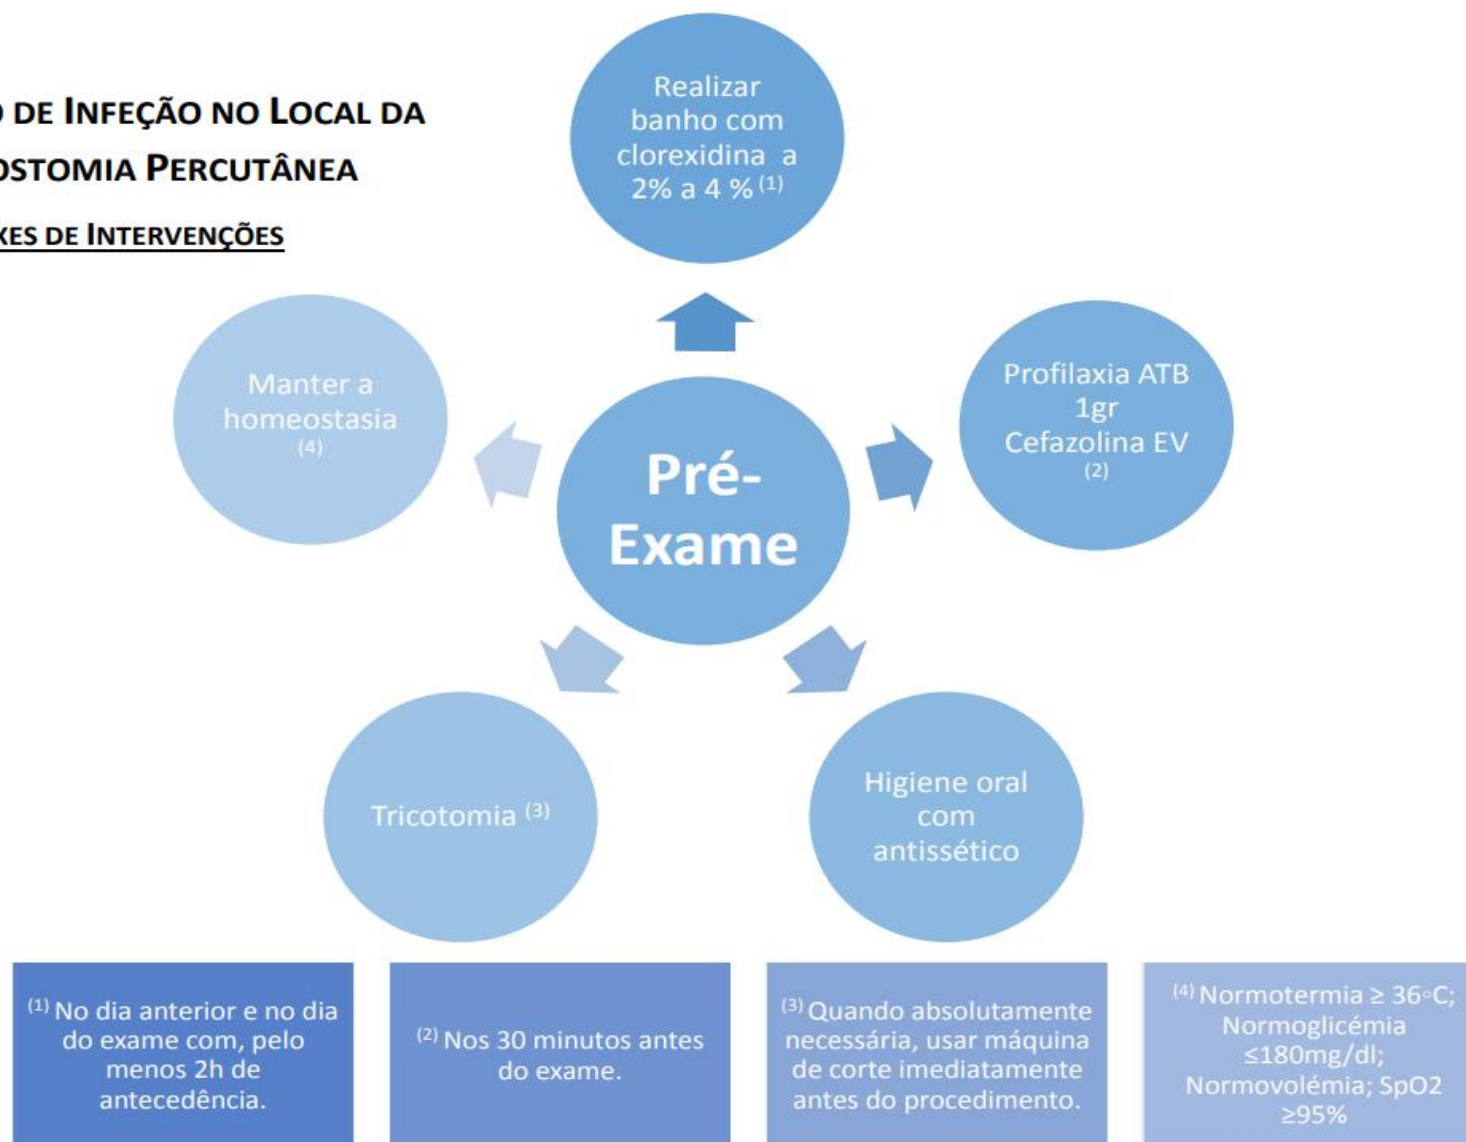 DE INFEÇÃO NO LOCAL DA
OSTOMIA PERCUTÂNEA
XES DE INTERVENÇÕES
Realizar
banho com
clorexidina a
2% a 4 % (1)
Manter a
homeostasia
(4)
Profilaxia ATB
1gr
Cefazolina EV
(2)
Pré-
Exame
Tricotomia (3)
Higiene oral
com
antissético
(1) No dia anterior e no dia
do exame com, pelo
menos 2h de
antecedência.
(2) Nos 30 minutos antes
do exame.
(3) Quando absolutamente
necessária, usar máquina
de corte imediatamente
antes do procedimento.
(4) Normotermia ≥ 36◦C;
Normoglicémia
≤180mg/dl;
Normovolémia; SpO2
≥95%